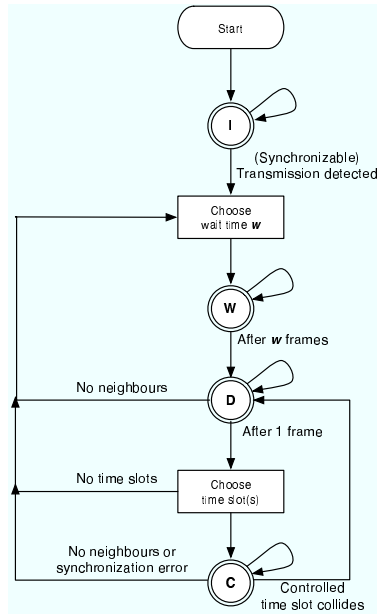 Start
I
(Synchronizable)
Transmission detected
Choose
wait time w
W
After w frames
No neighbours
D
After 1 frame
No time slots
Choose
time slot(s)
No neighbours or
synchronization error
C
Controlled
time slot collides